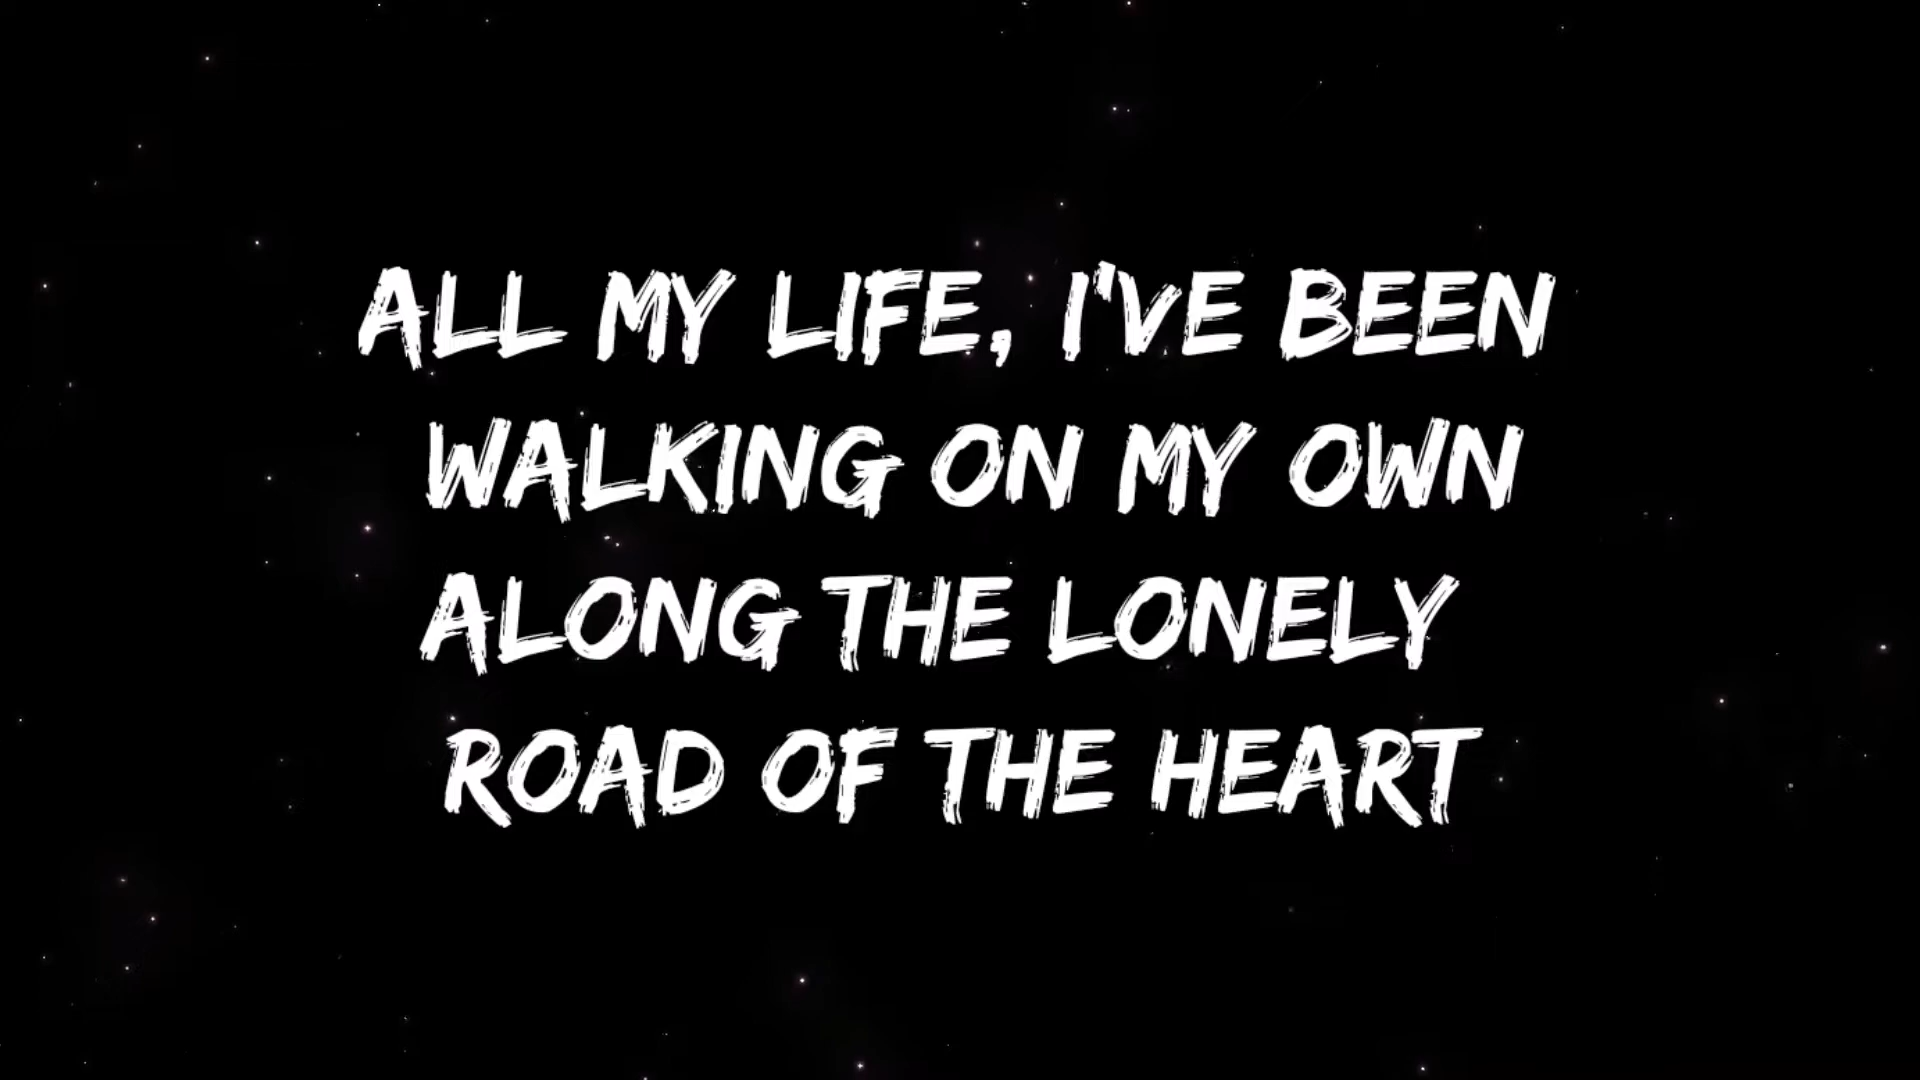 ALL MY LIFE, I'VE BEEN
WALKING ON MY OWN
ALONG THE LONELY
ROAD OF THE HEART